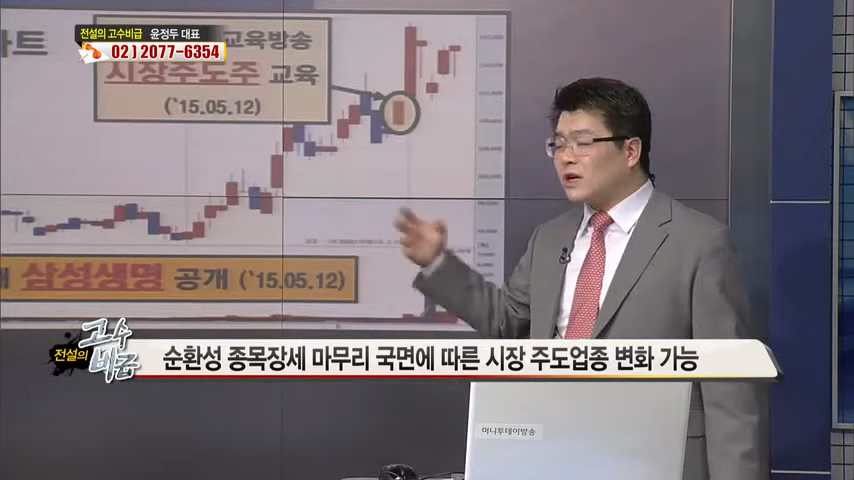 전설의 고수비급 윤정두 대표
02) 2077-6354
차트
교육방송
시장주도주 교육
(`15.05.12)
삼성생명 공개 (`15.05.12)
전설의 고수비급
순환성 종목장세 마무리 국면에 따른 시장 주도업종 변화 가능
머니투데이방송